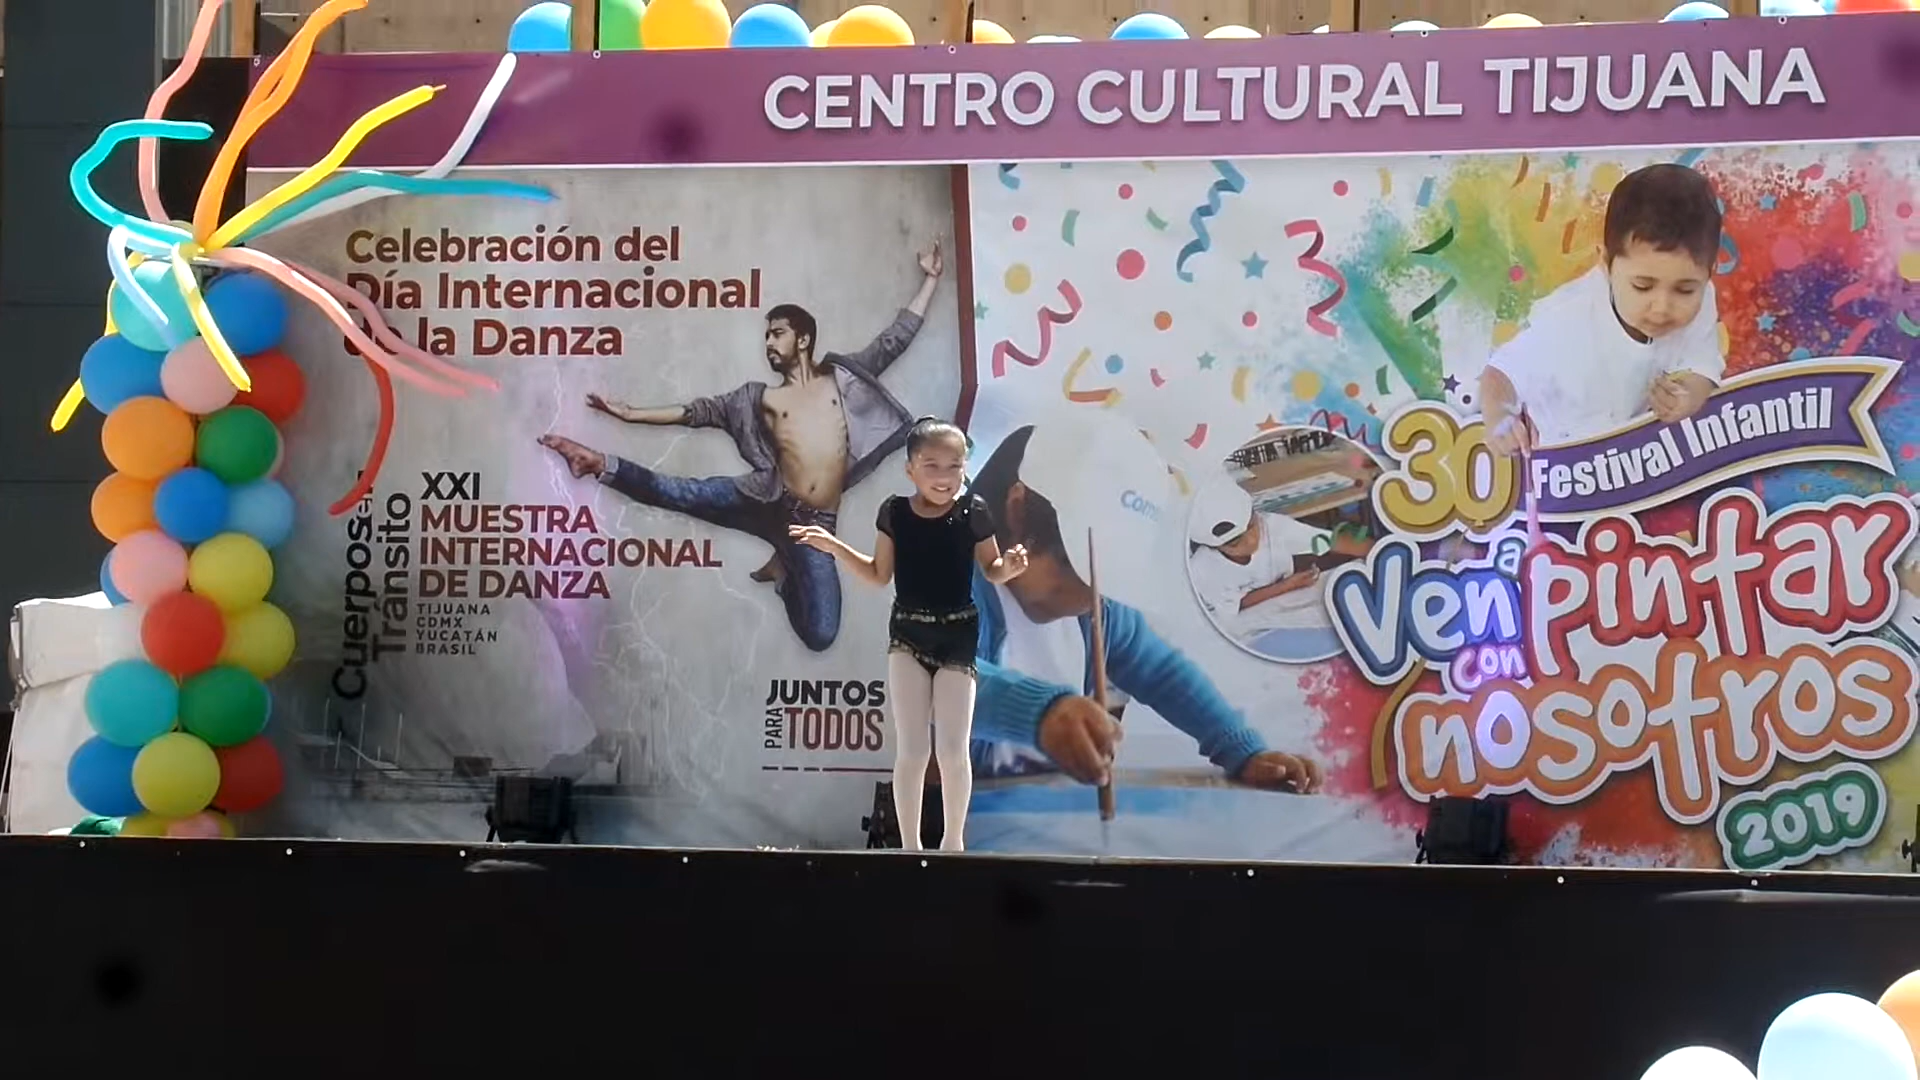 CENTRO CULTURAL TIJUANA
Celebración del
Día Internacional
de la Danza
Cuerpos en
Tránsito
XXI
MUESTRA
INTERNACIONAL
DE DANZA
TIJUANA
CDMX
YUCATÁN
BRASIL
JUNTOS
PARA TODOS
30 Festival Infantil
Ven a pintar
con
nosotros
2019